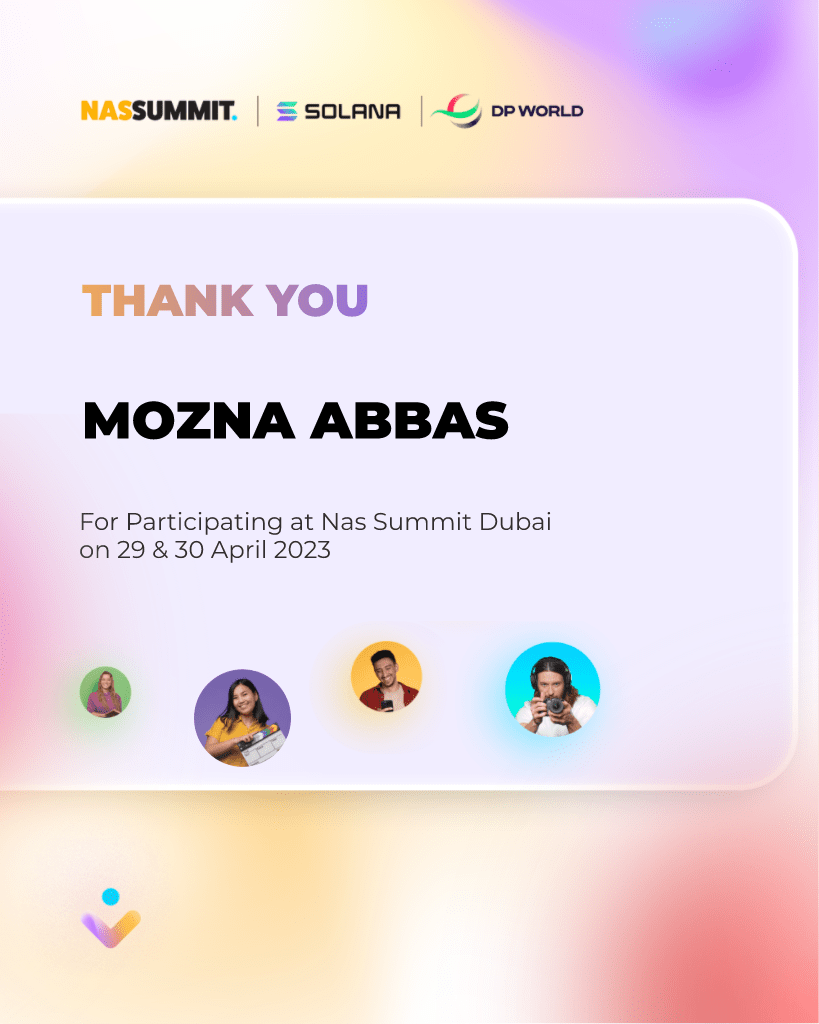 NASSUMMIT. SOLANA DP WORLD
THANK YOU
MOZNA ABBAS
For Participating at Nas Summit Dubai
on 29 & 30 April 2023